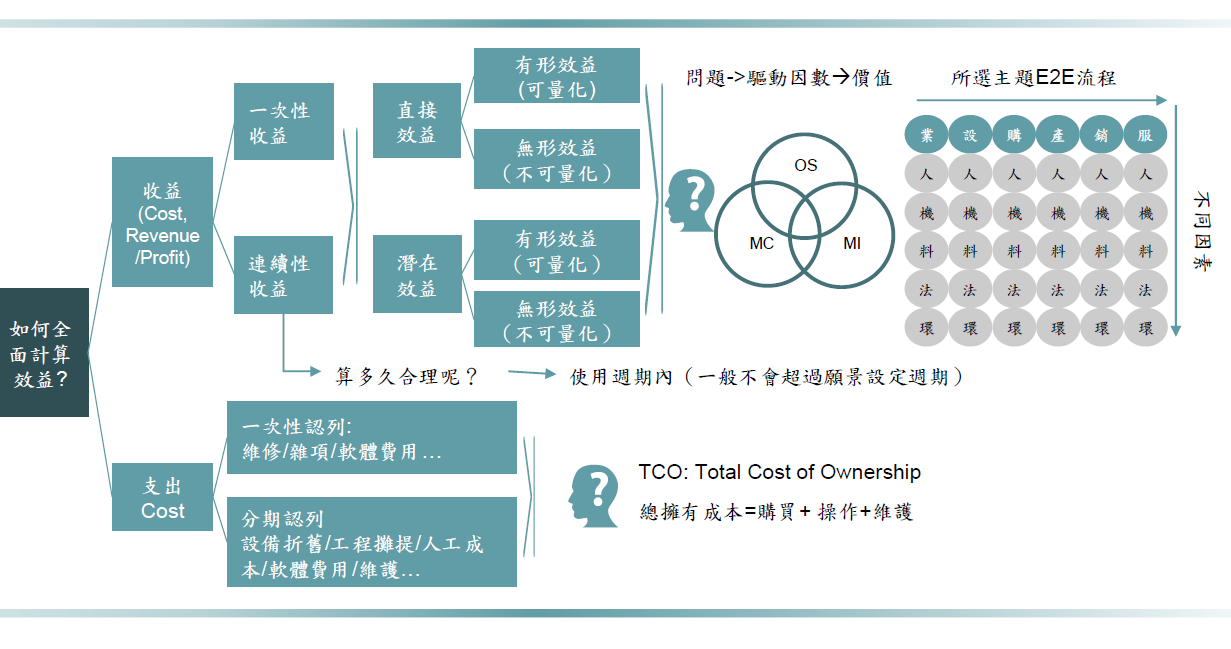 如何全
面計算
效益?
收益
(Cost,
Revenue
/Profit)
一次性
收益
連續性
收益
直接
效益
潛在
效益
有形效益
(可量化)
無形效益
（不可量化）
有形效益
（可量化）
無形效益
（不可量化）
問題->驅動因數→價值
OS
MC
MI
所選主題E2E流程
業 設 購 產 銷 服
人 人 人 人 人 人
機 機 機 機 機 機
料 料 料 料 料 料
法 法 法 法 法 法
環 環 環 環 環 環
不同因素
算多久合理呢？
使用週期內（一般不會超過願景設定週期）
支出
Cost
一次性認列:
維修/雜項/軟體費用…
分期認列
設備折舊/工程攤提/人工成
本/軟體費用/維護…
TCO: Total Cost of Ownership
總擁有成本=購買+ 操作+維護